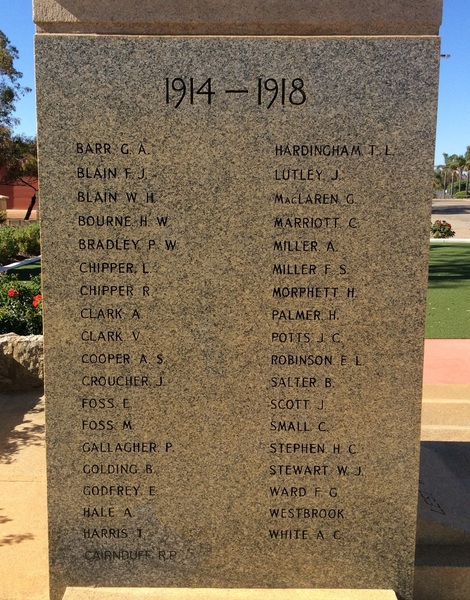 1914 – 1918
BARR G. A.
BLAIN F. J.
BLAIN W. H.
BOURNE H. W.
BRADLEY P. W.
CHIPPER, L.
CHIPPER R.
CLARK A.
CLARK V.
COOPER A. S.
CROUCHER, J.
FOSS E.
FOSS M.
GALLAGHER P.
GOLDING B.
GODFREY. E.
HALE A.
HARRIS T.
CAIRNDUFF. R.P.
HARDINGHAM T. L.
LUTLEY. J.
MACLAREN G.
MARRIOTT C.
MILLER A.
MILLER F. S.
MORPHETT H.
PALMER. H.
POTTS J. C.
ROBINSON E. L.
SALTER B.
SCOTT J.
SMALL C.
STEPHEN H. C.
STEWART W. J.
WARD F. G.
WESTBROOK
WHITE A. C.